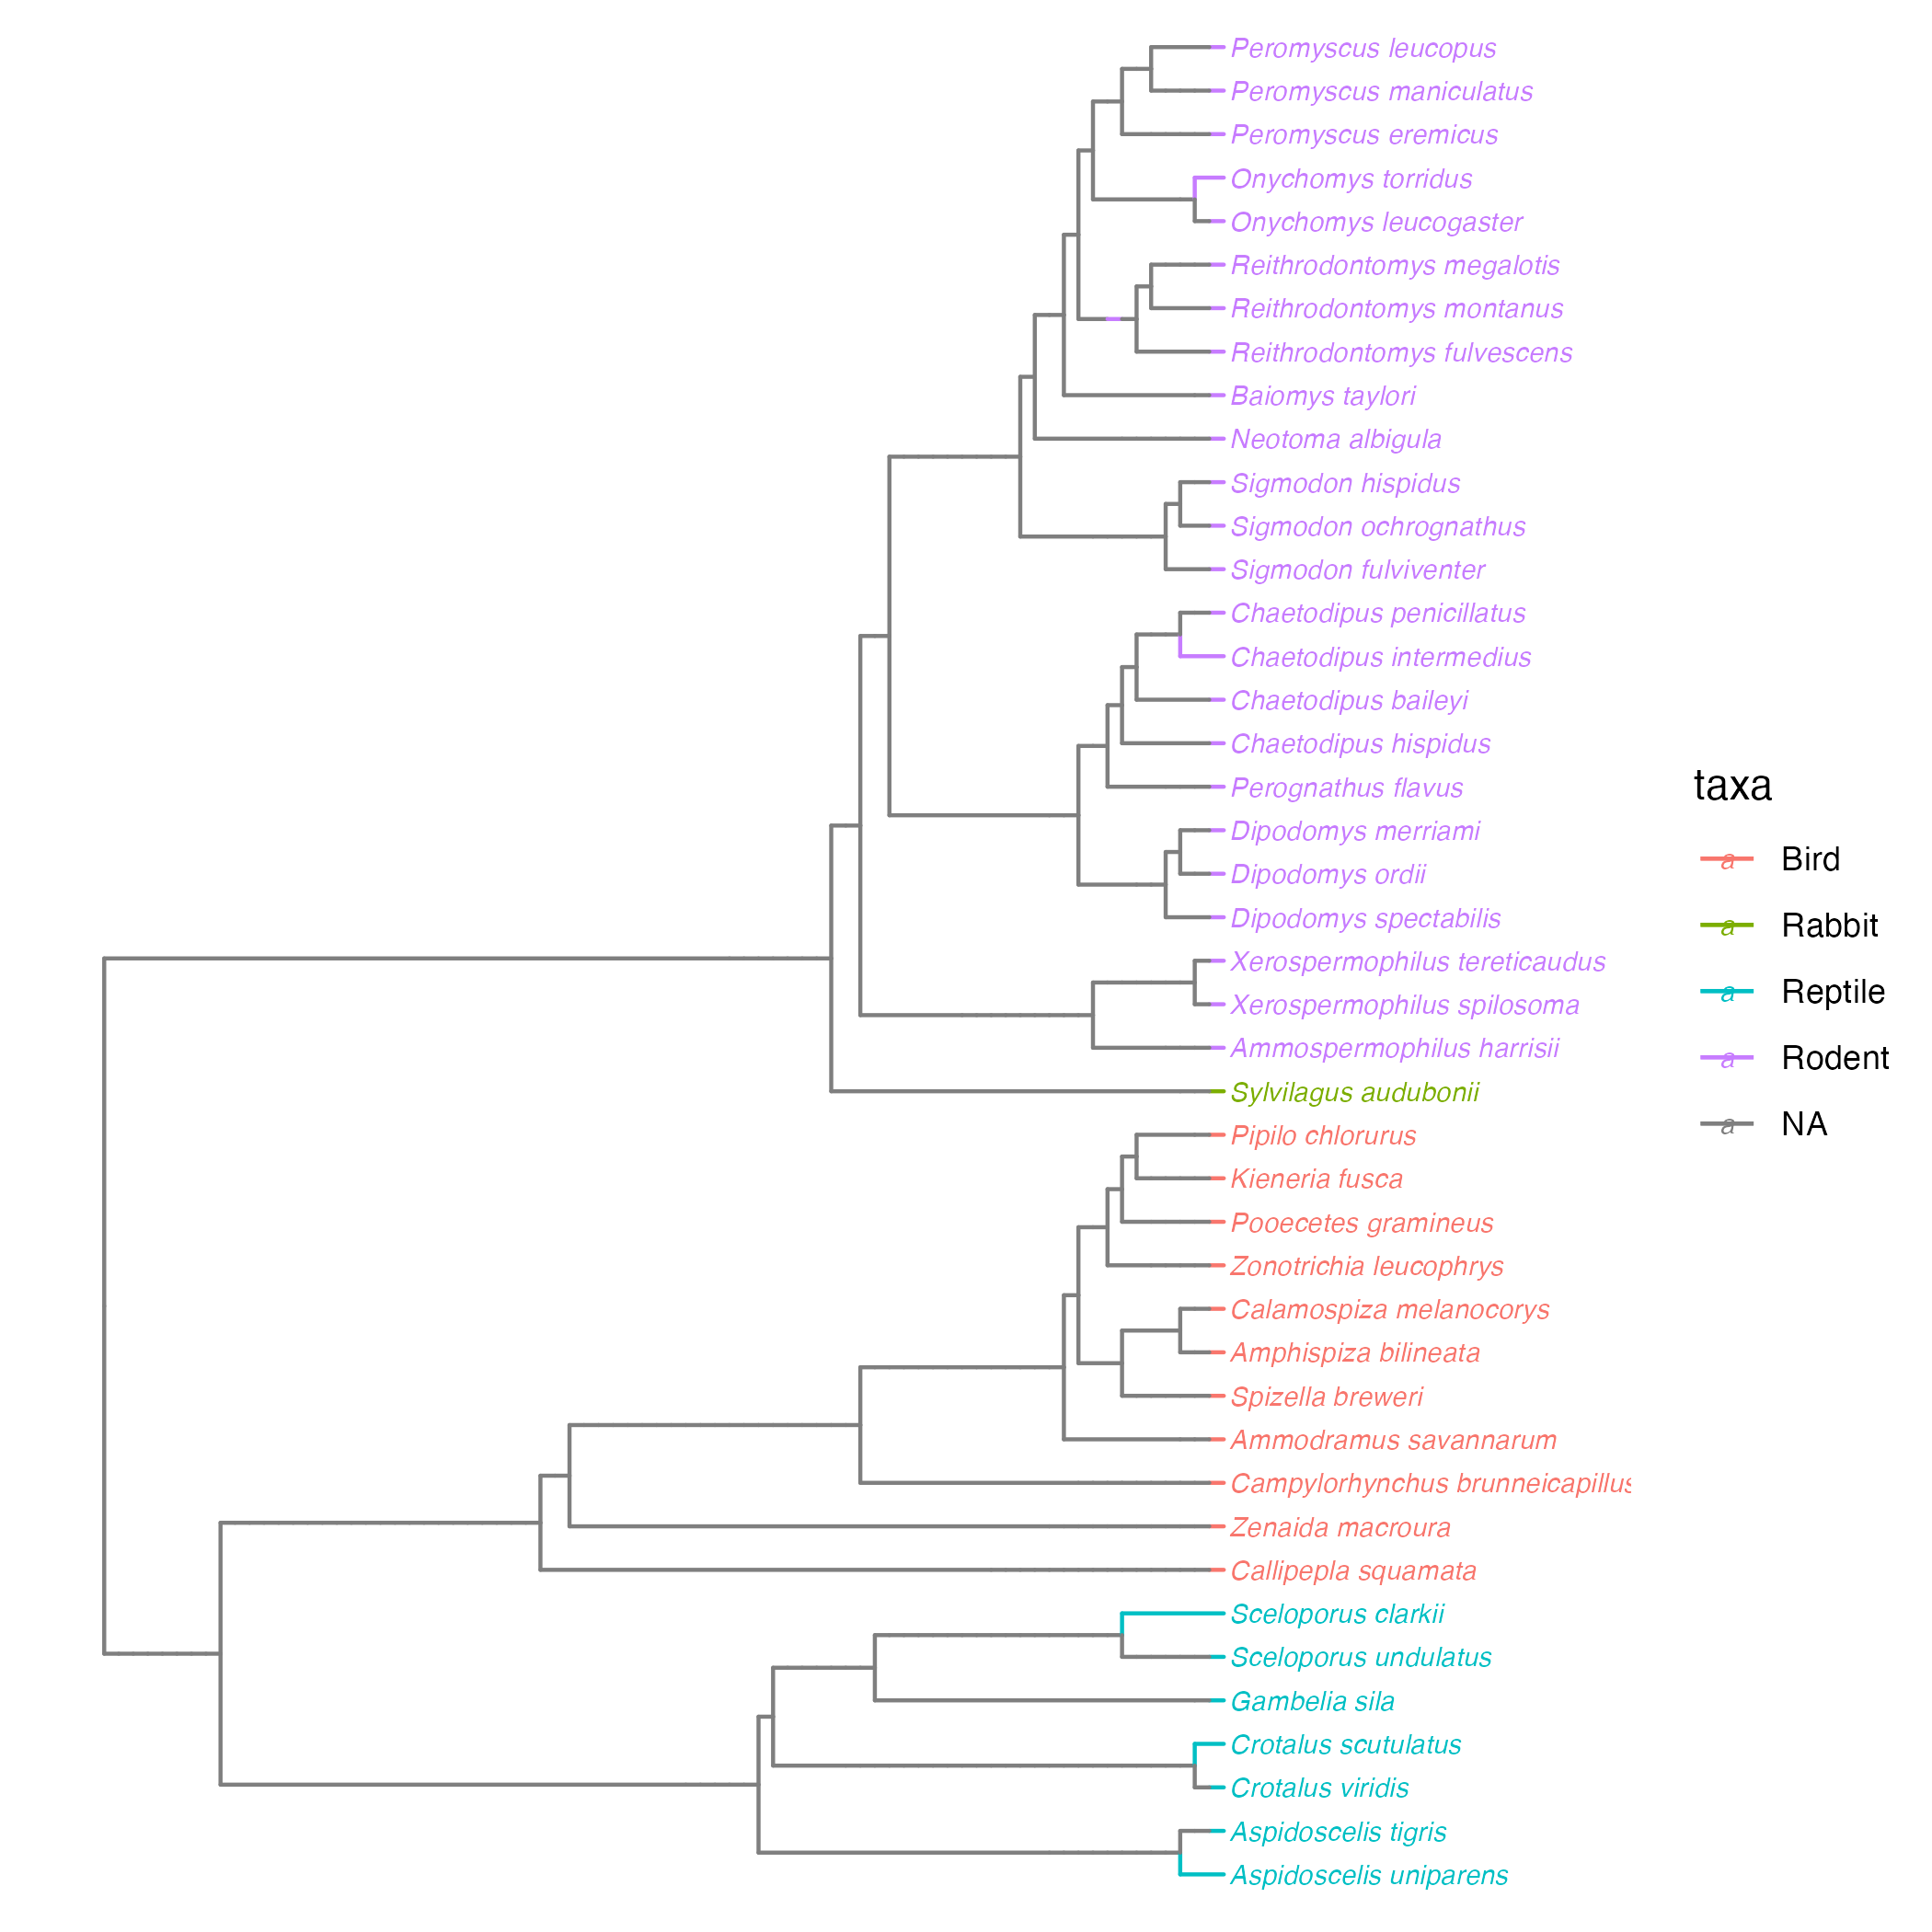 Peromyscus leucopus
Peromyscus maniculatus
Peromyscus eremicus
Onychomys torridus
Onychomys leucogaster
Reithrodontomys megalotis
Reithrodontomys montanus
Reithrodontomys fulvescens
Baiomys taylori
Neotoma albigula
Sigmodon hispidus
Sigmodon ochrognathus
Sigmodon fulviventer
Chaetodipus penicillatus
Chaetodipus intermedius
Chaetodipus baileyi
Chaetodipus hispidus
Perognathus flavus
Dipodomys merriami
Dipodomys ordii
Dipodomys spectabilis
Xerospermophilus tereticaudus
Xerospermophilus spilosoma
Ammospermophilus harrisii
Sylvilagus audubonii
Pipilo chlorurus
Kieneria fusca
Pooecetes gramineus
Zonotrichia leucophrys
Calamospiza melanocorys
Amphispiza bilineata
Spizella breweri
Ammodramus savannarum
Campylorhynchus brunneicapillus
Zenaida macroura
Callipepla squamata
Sceloporus clarkii
Sceloporus undulatus
Gambelia sila
Crotalus scutulatus
Crotalus viridis
Aspidoscelis tigris
Aspidoscelis uniparens
taxa
a Bird
a Rabbit
a Reptile
a Rodent
a NA